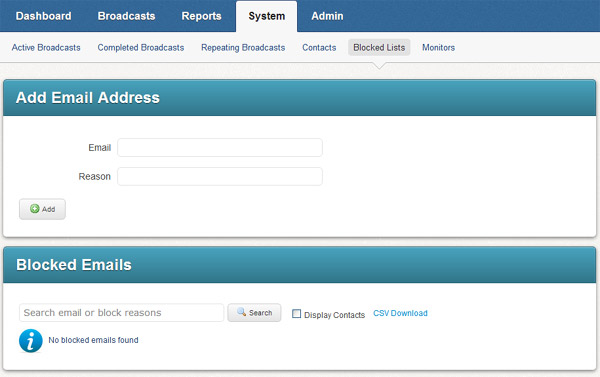 Dashboard Broadcasts Reports System Admin
Active Broadcasts Completed Broadcasts Repeating Broadcasts Contacts Blocked Lists Monitors
Add Email Address
Email
Reason
Add
Blocked Emails
Search email or block reasons Search Display Contacts CSV Download
No blocked emails found